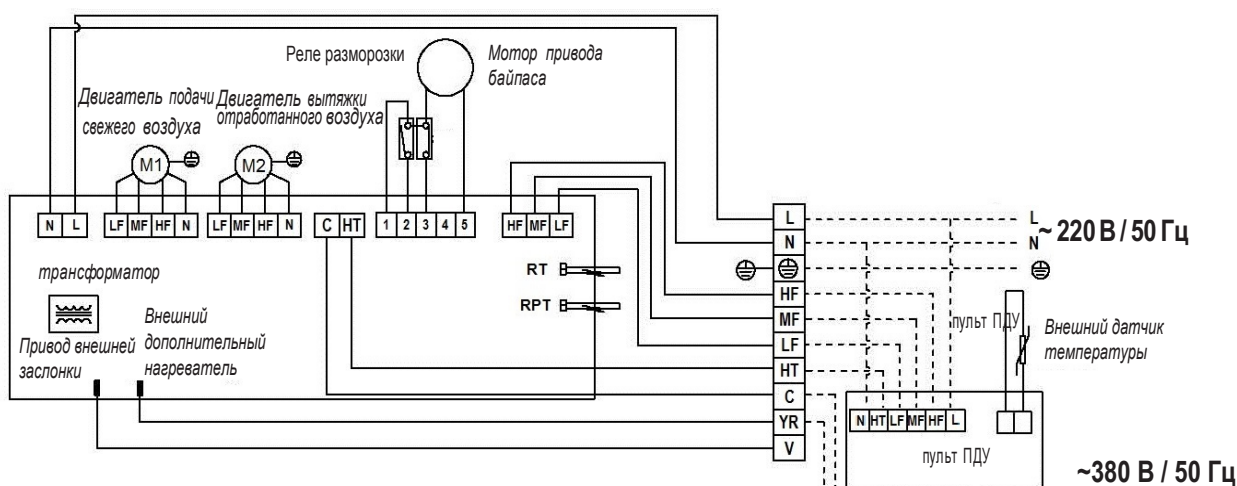 Реле разморозки
Мотор привода
байпаса
Двигатель подачи
свежего воздуха
Двигатель вытяжки
отработанного воздуха
M1
M2
N L
LF MF HF N
LF MF HF N
C HT
1 2 3 4 5
HF MF LF
трансформатор
RT
RPT
Привод внешней
заслонки
Внешний
дополнительный
нагреватель
L
N
HF
MF
LF
HT
C
YR
V
L
N
~ 220 В / 50 Гц
пульт ПДУ
Внешний датчик
температуры
N HT LF MF HF L
пульт ПДУ
~380 В / 50 Гц